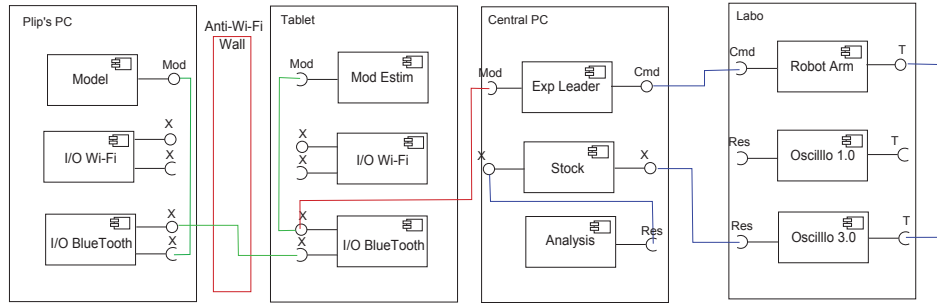 Plip's PC
Anti-Wi-Fi
Wall
Tablet
Central PC
Labo
Model
Mod
Mod
Mod Estim
Mod
Exp Leader
Cmd
Cmd
Robot Arm
T
X
I/O Wi-Fi
X
X
X
I/O Wi-Fi
X
Stock
X
Res
Oscilllo 1.0
T
X
I/O BlueTooth
X
X
X
I/O BlueTooth
Analysis
Res
Res
Oscilllo 3.0
T